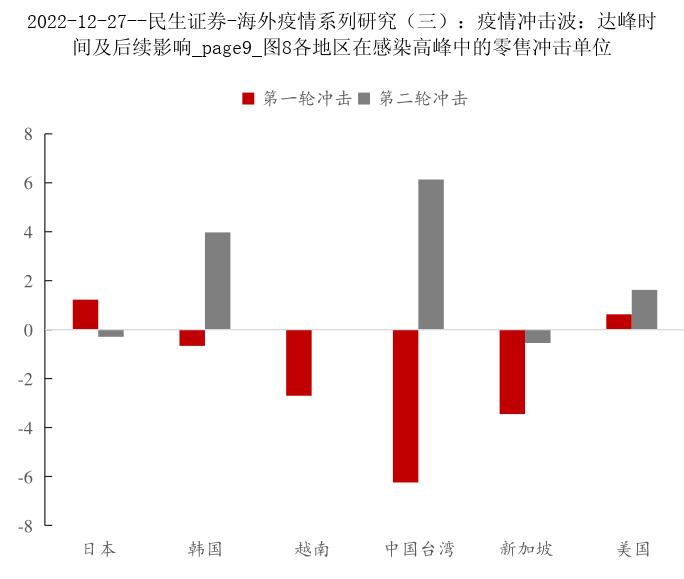 2022-12-27--民生证券-海外疫情系列研究（三）：疫情冲击波：达峰时
间及后续影响_page9_图8各地区在感染高峰中的零售冲击单位
第一轮冲击 第二轮冲击
8
6
4
2
0
-2
-4
-6
-8
日本 韩国 越南 中国台湾 新加坡 美国